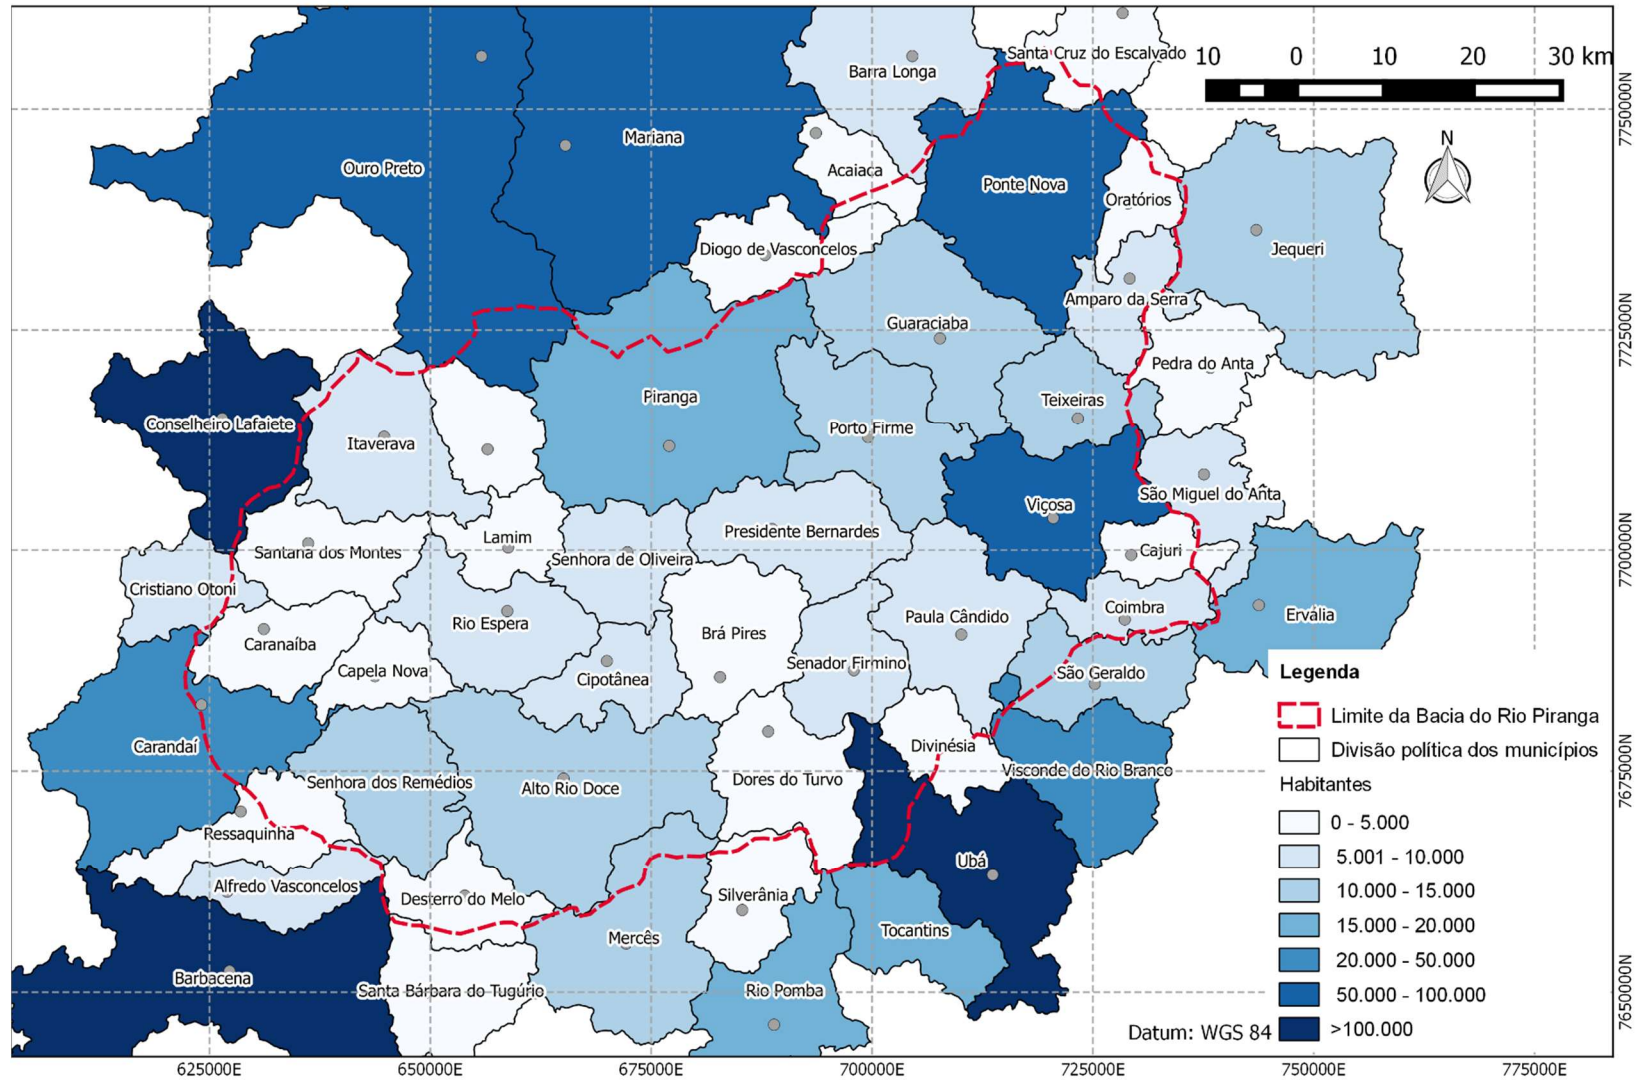 Santa Cruz do Escalvado
10 0 10 20 30 km
Barra Longa
7750000N
Mariana
N
Ouro Preto
Acaiaca
Ponte Nova
Oratórios
Diogo de Vasconcelos
Jequeri
Amparo da Serra
Guaraciaba
7725000N
Pedra do Anta
Piranga
Teixeiras
Conselheiro Lafaiete
Porto Firme
Itaverava
São Miguel do Anta
Viçosa
Presidente Bernardes
Lamim
Santana dos Montes
Cajuri
Senhora de Oliveira
7700000N
Cristiano Otoni
Coimbra
Ervália
Paula Cândido
Rio Espera
Brá Pires
Caranaíba
Senador Firmino
Capela Nova
São Geraldo
Cipotânea
Carandaí
Divinésia
Visconde do Rio Branco
Senhora dos Remédios
Dores do Turvo
Alto Rio Doce
7675000N
Ressaquinha
Ubá
Alfredo Vasconcelos
Silverânia
Desterro do Melo
Tocantins
Mercês
Barbacena
Santa Bárbara do Tugúrio
Rio Pomba
7650000N
Legenda
Limite da Bacia do Rio Piranga
Divisão política dos municípios
Habitantes
0 - 5.000
5.001 - 10.000
10.000 - 15.000
15.000 - 20.000
20.000 - 50.000
50.000 - 100.000
>100.000
Datum: WGS 84
625000E 650000E 675000E 700000E 725000E 750000E 775000E